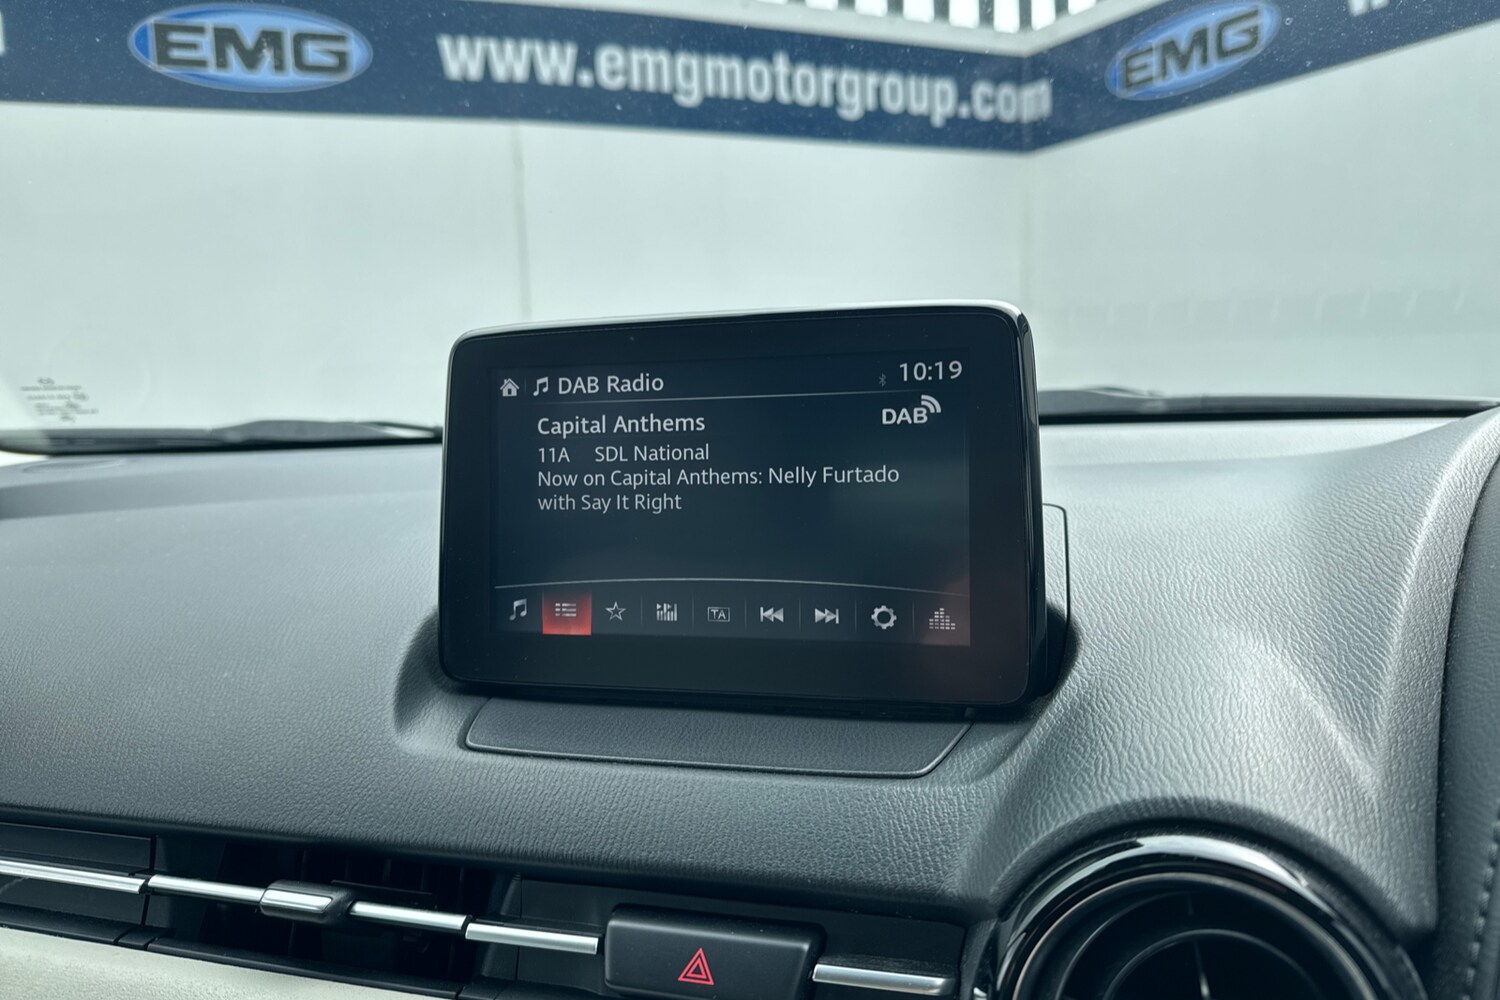 EMG
www.emgmotorgroup.com
EMG
DAB Radio
10:19
Capital Anthems
DAB
11A SDL National
Now on Capital Anthems: Nelly Furtado
with Say It Right
TA